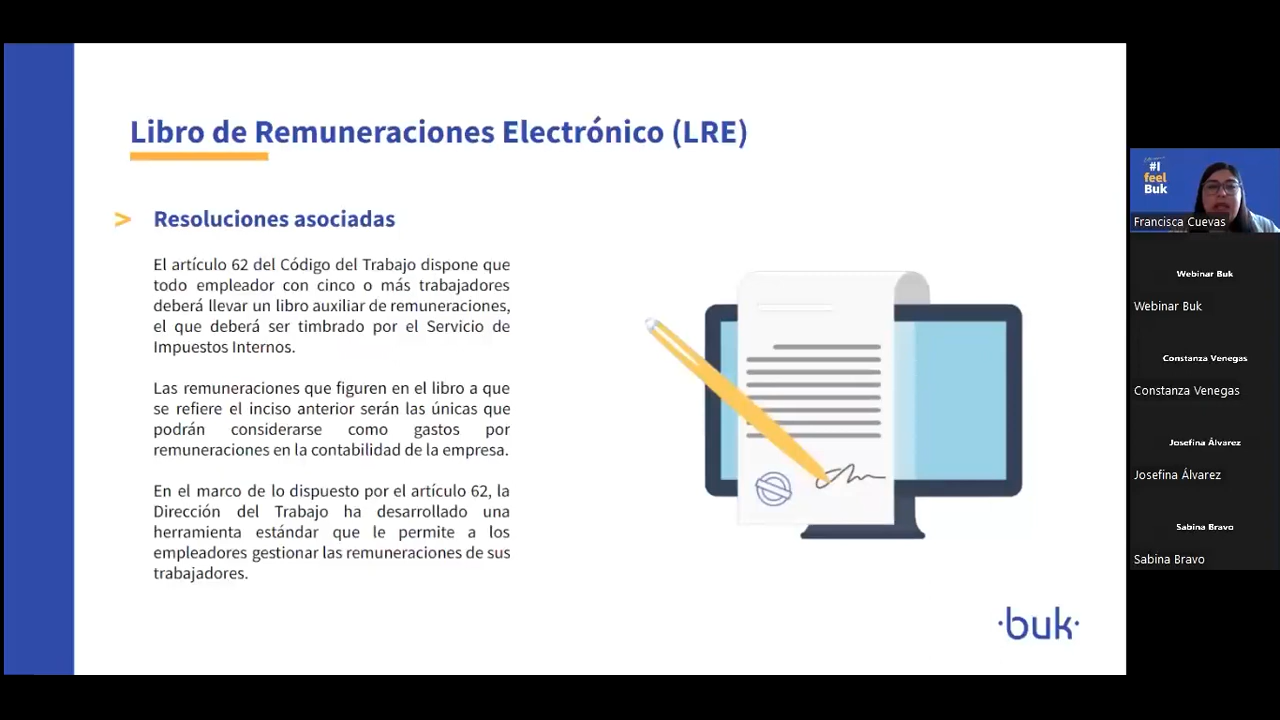 Libro de Remuneraciones Electrónico (LRE)
> Resoluciones asociadas
El artículo 62 del Código del Trabajo dispone que
todo empleador con cinco o más trabajadores
deberá llevar un libro auxiliar de remuneraciones,
el que deberá ser timbrado por el Servicio de
Impuestos Internos.
Las remuneraciones que figuren en el libro a que
se refiere el inciso anterior serán las únicas que
podrán considerarse como gastos por
remuneraciones en la contabilidad de la empresa.
En el marco de lo dispuesto por el artículo 62, la
Dirección del Trabajo ha desarrollado una
herramienta estándar que le permite a los
empleadores gestionar las remuneraciones de sus
trabajadores.
·buk·
#I
feel
Buk
Francisca Cuevas
Webinar Buk
Webinar Buk
Constanza Venegas
Constanza Venegas
Josefina Álvarez
Josefina Álvarez
Sabina Bravo
Sabina Bravo